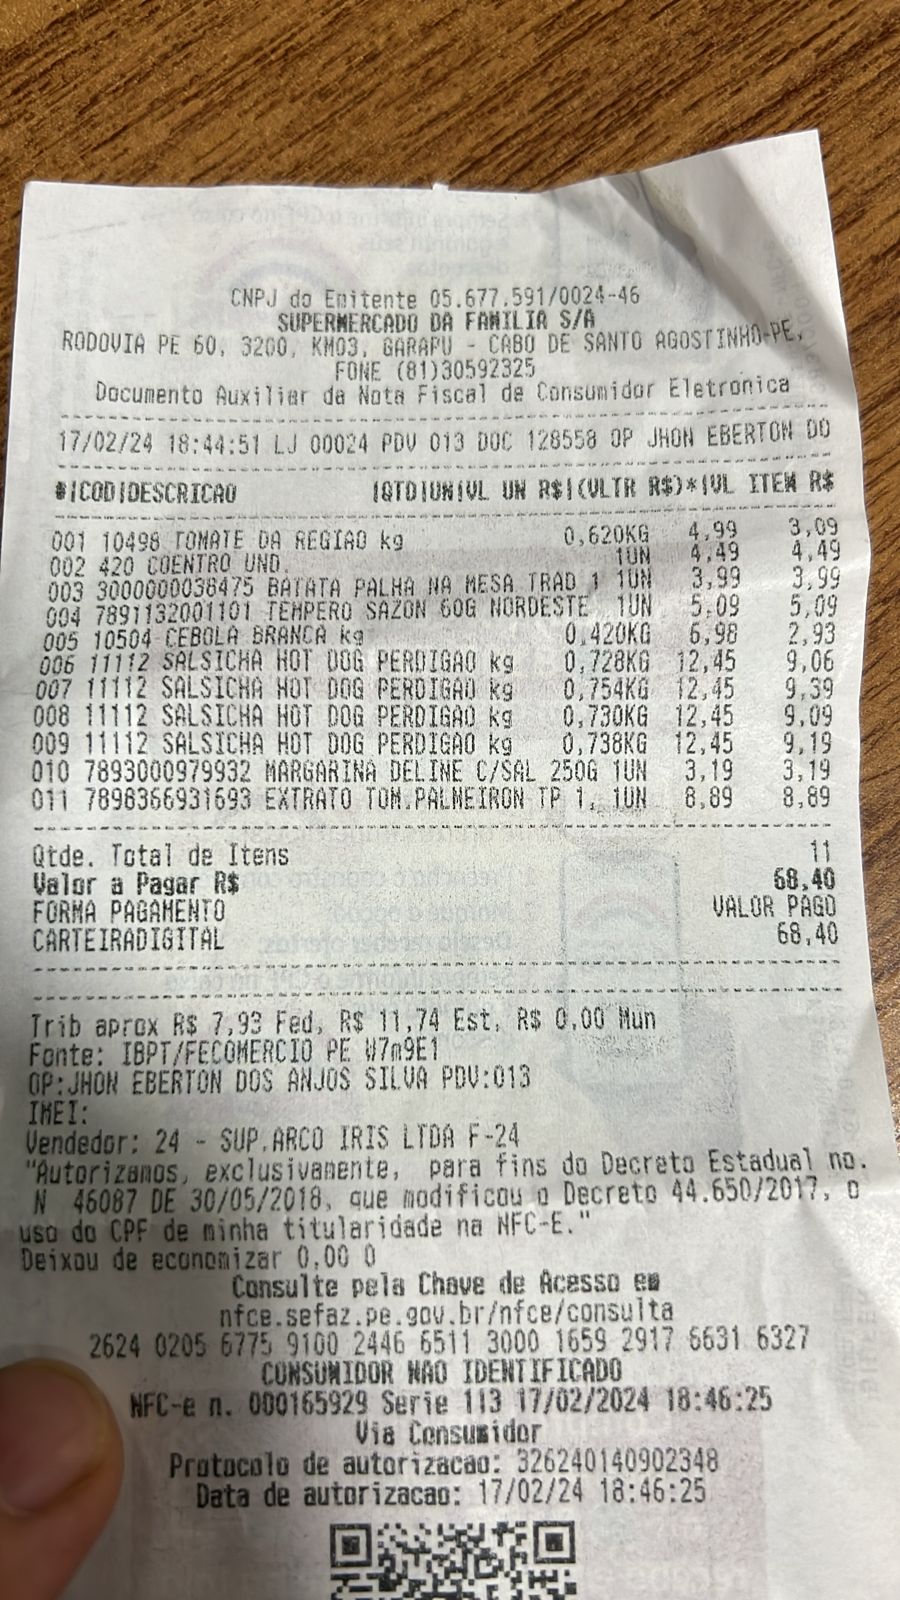 CNPJ do Emitente 05.677.591/0024-46
SUPERMERCADO DA FAMILIA S/A
RODOVIA PE 60, 3200, KM03, GARAPU - CABO DE SANTO AGOSTINHO-PE,
FONE (81)30592325
Documento Auxiliar da Nota Fiscal de Consumidor Eletronica
17/02/24 18:44:51 LJ 00024 PDV 013 DOC 128558 OP JHON EBERTON DO
#|COD|DESCRICAO |QTD|UN|VL UN R$|(VLTR R$)*|VL ITEM R$
001 10498 TOMATE DA REGIAO kg 0,620KG 4,99 3,09
002 420 COENTRO UND. 1UN 4,49 4,49
003 3000000038475 BATATA PALHA NA MESA TRAD 1 1UN 3,99 3,99
004 7891132001101 TEMPERO SAZON 60G NORDESTE 1UN 5,09 5,09
005 10504 CEBOLA BRANCA kg 0,420KG 6,98 2,93
006 11112 SALSICHA HOT DOG PERDIGAO kg 0,728KG 12,45 9,06
007 11112 SALSICHA HOT DOG PERDIGAO kg 0,754KG 12,45 9,39
008 11112 SALSICHA HOT DOG PERDIGAO kg 0,730KG 12,45 9,09
009 11112 SALSICHA HOT DOG PERDIGAO kg 0,738KG 12,45 9,19
010 7893000979932 MARGARINA DELINE C/SAL 250G 1UN 3,19 3,19
011 7898366931693 EXTRATO TOM.PALMEIRON TP 1, 1UN 8,89 8,89
Qtde. Total de Itens 11
Valor a Pagar R$ 68,40
FORMA PAGAMENTO VALOR PAGO
CARTEIRADIGITAL 68,40
Trib aprox R$ 7,93 Fed, R$ 11,74 Est, R$ 0,00 Mun
Fonte: IBPT/FECOMERCIO PE W7m9E1
OP:JHON EBERTON DOS ANJOS SILVA PDV:013
IMEI:
Vendedor: 24 - SUP.ARCO IRIS LTDA F-24
"Autorizamos, exclusivamente, para fins do Decreto Estadual no.
N 46087 DE 30/05/2018, que modificou o Decreto 44.650/2017, o
uso do CPF de minha titularidade na NFC-E."
Deixou de economizar 0,00 0
Consulte pela Chave de Acesso em
nfce.sefaz.pe.gov.br/nfce/consulta
2624 0205 6775 9100 2446 6511 3000 1659 2917 6631 6327
CONSUMIDOR NAO IDENTIFICADO
NFC-e n. 000165929 Serie 113 17/02/2024 18:46:25
Via Consumidor
Protocolo de autorizacao: 326240140902348
Data de autorizacao: 17/02/24 18:46:25